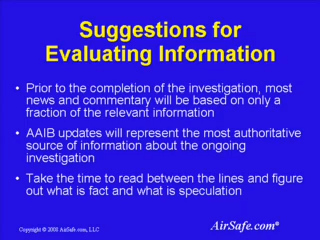 Suggestions for
Evaluating Information
• Prior to the completion of the investigation, most
news and commentary will be based on only a
fraction of the relevant information
• AAIB updates will represent the most authoritative
source of information about the ongoing
investigation
• Take the time to read between the lines and figure
out what is fact and what is speculation
Copyright © 2008 AirSafe.com, LLC
AirSafe.com®